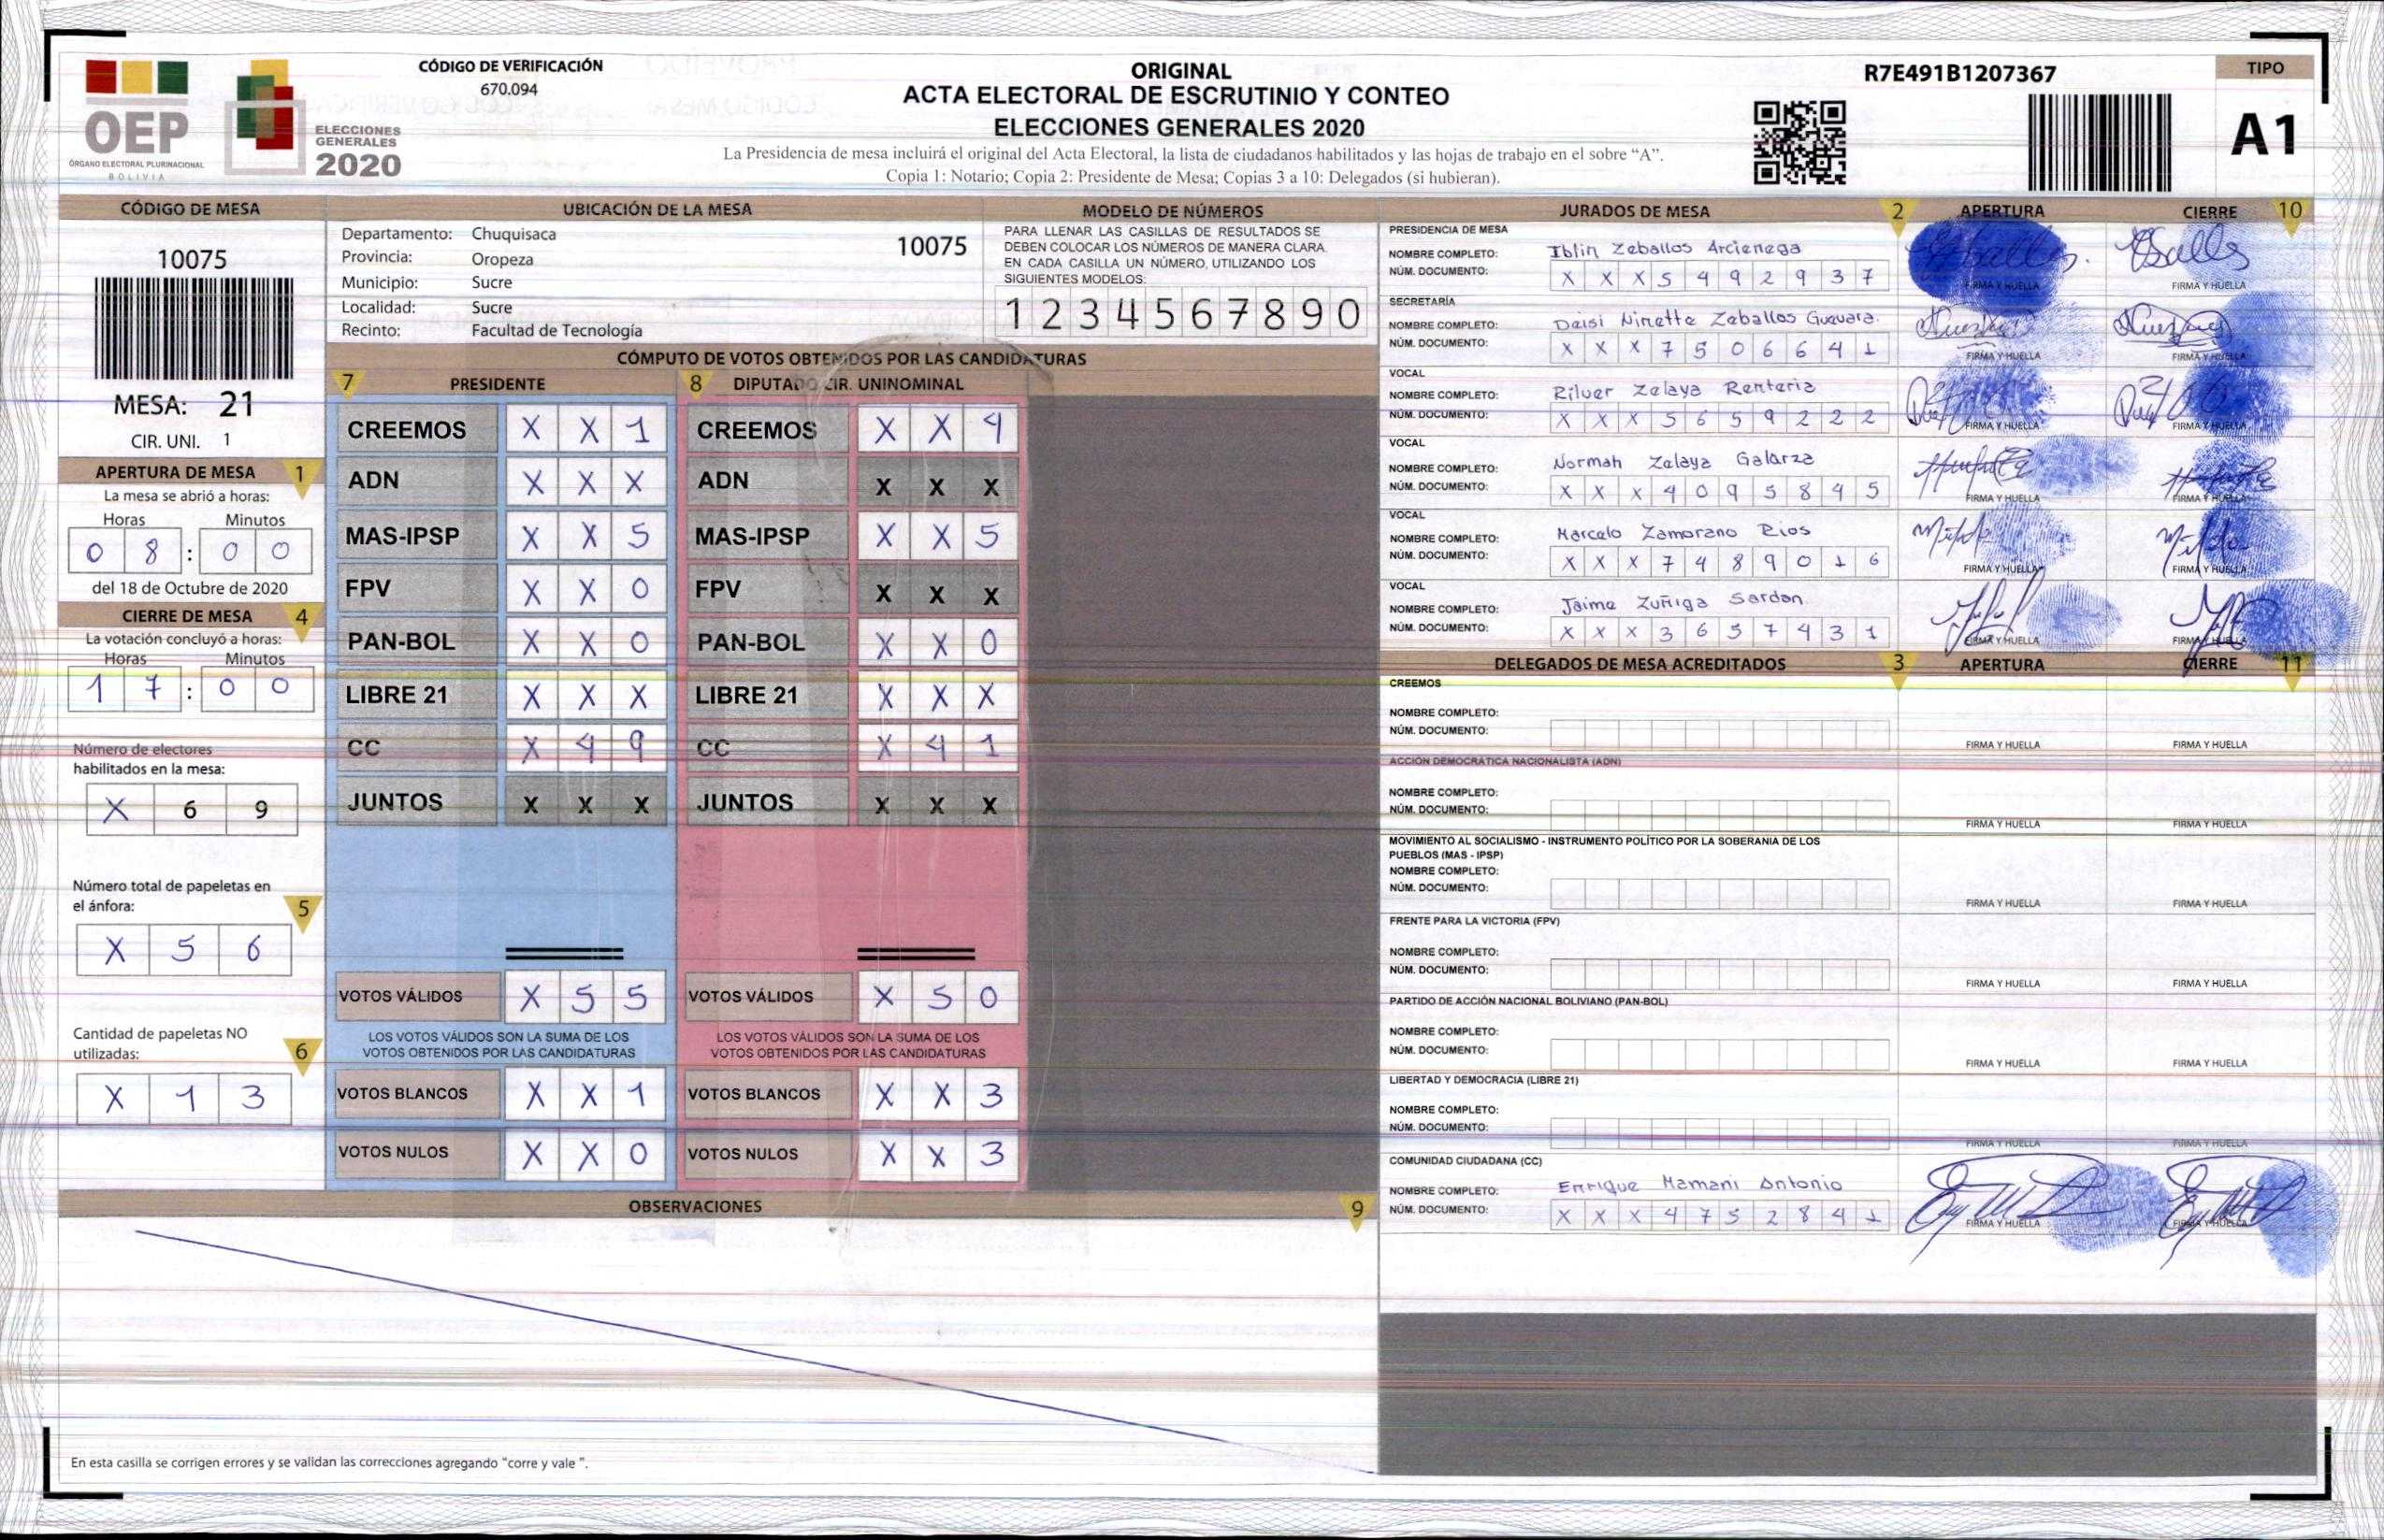 OEP
ÓRGANO ELECTORAL PLURINACIONAL
BOLIVIA
ELECCIONES
GENERALES
2020
CÓDIGO DE VERIFICACIÓN
670.094
ORIGINAL
ACTA ELECTORAL DE ESCRUTINIO Y CONTEO
ELECCIONES GENERALES 2020
La Presidencia de mesa incluirá el original del Acta Electoral, la lista de ciudadanos habilitados y las hojas de trabajo en el sobre “A”.
Copia 1: Notario; Copia 2: Presidente de Mesa; Copias 3 a 10: Delegados (si hubieran).
R7E491B1207367
TIPO
A1
CÓDIGO DE MESA
10075
MESA: 21
CIR. UNI. 1
APERTURA DE MESA 1
La mesa se abrió a horas:
Horas Minutos
0 8 : 0 0
del 18 de Octubre de 2020
CIERRE DE MESA 4
La votación concluyó a horas:
Horas Minutos
1 7 : 0 0
Número de electores
habilitados en la mesa:
X 6 9
Número total de papeletas en
el ánfora: 5
X 5 6
Cantidad de papeletas NO
utilizadas: 6
X 1 3
UBICACIÓN DE LA MESA
Departamento: Chuquisaca 10075
Provincia: Oropeza
Municipio: Sucre
Localidad: Sucre
Recinto: Facultad de Tecnología
MODELO DE NÚMEROS
PARA LLENAR LAS CASILLAS DE RESULTADOS SE
DEBEN COLOCAR LOS NÚMEROS DE MANERA CLARA.
EN CADA CASILLA UN NÚMERO, UTILIZANDO LOS
SIGUIENTES MODELOS:
1 2 3 4 5 6 7 8 9 0
CÓMPUTO DE VOTOS OBTENIDOS POR LAS CANDIDATURAS
7 PRESIDENTE 8 DIPUTADO CIR. UNINOMINAL
CREEMOS X X 1 CREEMOS X X 4
ADN X X X ADN X X X
MAS-IPSP X X 5 MAS-IPSP X X 5
FPV X X 0 FPV X X X
PAN-BOL X X 0 PAN-BOL X X 0
LIBRE 21 X X X LIBRE 21 X X X
CC X 4 9 CC X 4 1
JUNTOS X X X JUNTOS X X X
VOTOS VÁLIDOS X 5 5 VOTOS VÁLIDOS X 5 0
LOS VOTOS VÁLIDOS SON LA SUMA DE LOS LOS VOTOS VÁLIDOS SON LA SUMA DE LOS
VOTOS OBTENIDOS POR LAS CANDIDATURAS VOTOS OBTENIDOS POR LAS CANDIDATURAS
VOTOS BLANCOS X X 1 VOTOS BLANCOS X X 3
VOTOS NULOS X X 0 VOTOS NULOS X X 3
OBSERVACIONES 9
En esta casilla se corrigen errores y se validan las correcciones agregando “corre y vale ”.
JURADOS DE MESA 2 APERTURA CIERRE 10
PRESIDENCIA DE MESA
NOMBRE COMPLETO: Iblin Zeballos Arcienega
NÚM. DOCUMENTO: X X X 5 4 9 2 9 3 7 FIRMA Y HUELLA FIRMA Y HUELLA
SECRETARÍA
NOMBRE COMPLETO: Deisi Ninette Zeballos Guevara.
NÚM. DOCUMENTO: X X X 7 5 0 6 6 4 1 FIRMA Y HUELLA FIRMA Y HUELLA
VOCAL
NOMBRE COMPLETO: Rilver Zelaya Renteria
NÚM. DOCUMENTO: X X X 5 6 5 9 2 2 2 FIRMA Y HUELLA FIRMA Y HUELLA
VOCAL
NOMBRE COMPLETO: Normah Zelaya Galarza
NÚM. DOCUMENTO: X X X 4 0 9 5 8 4 5 FIRMA Y HUELLA FIRMA Y HUELLA
VOCAL
NOMBRE COMPLETO: Marcelo Zamorano Rios
NÚM. DOCUMENTO: X X X 7 4 8 9 0 1 6 FIRMA Y HUELLA FIRMA Y HUELLA
VOCAL
NOMBRE COMPLETO: Jaime Zuñiga Sardan
NÚM. DOCUMENTO: X X X 3 6 5 7 4 3 1 FIRMA Y HUELLA FIRMA Y HUELLA
DELEGADOS DE MESA ACREDITADOS 3 APERTURA CIERRE 11
CREEMOS
NOMBRE COMPLETO:
NÚM. DOCUMENTO: FIRMA Y HUELLA FIRMA Y HUELLA
ACCIÓN DEMOCRÁTICA NACIONALISTA (ADN)
NOMBRE COMPLETO:
NÚM. DOCUMENTO: FIRMA Y HUELLA FIRMA Y HUELLA
MOVIMIENTO AL SOCIALISMO - INSTRUMENTO POLÍTICO POR LA SOBERANIA DE LOS
PUEBLOS (MAS - IPSP)
NOMBRE COMPLETO:
NÚM. DOCUMENTO: FIRMA Y HUELLA FIRMA Y HUELLA
FRENTE PARA LA VICTORIA (FPV)
NOMBRE COMPLETO:
NÚM. DOCUMENTO: FIRMA Y HUELLA FIRMA Y HUELLA
PARTIDO DE ACCIÓN NACIONAL BOLIVIANO (PAN-BOL)
NOMBRE COMPLETO:
NÚM. DOCUMENTO: FIRMA Y HUELLA FIRMA Y HUELLA
LIBERTAD Y DEMOCRACIA (LIBRE 21)
NOMBRE COMPLETO:
NÚM. DOCUMENTO: FIRMA Y HUELLA FIRMA Y HUELLA
COMUNIDAD CIUDADANA (CC)
NOMBRE COMPLETO: Enrique Mamani Antonio
NÚM. DOCUMENTO: X X X 4 7 5 2 8 4 1 FIRMA Y HUELLA FIRMA Y HUELLA